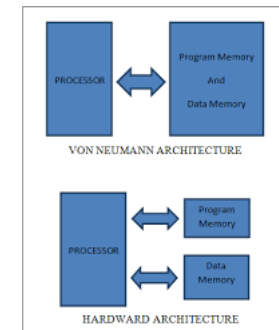 PROCESSOR
Program Memory
And
Data Memory
VON NEUMANN ARCHITECTURE
PROCESSOR
Program
Memory
Data
Memory
HARDWARD ARCHITECTURE